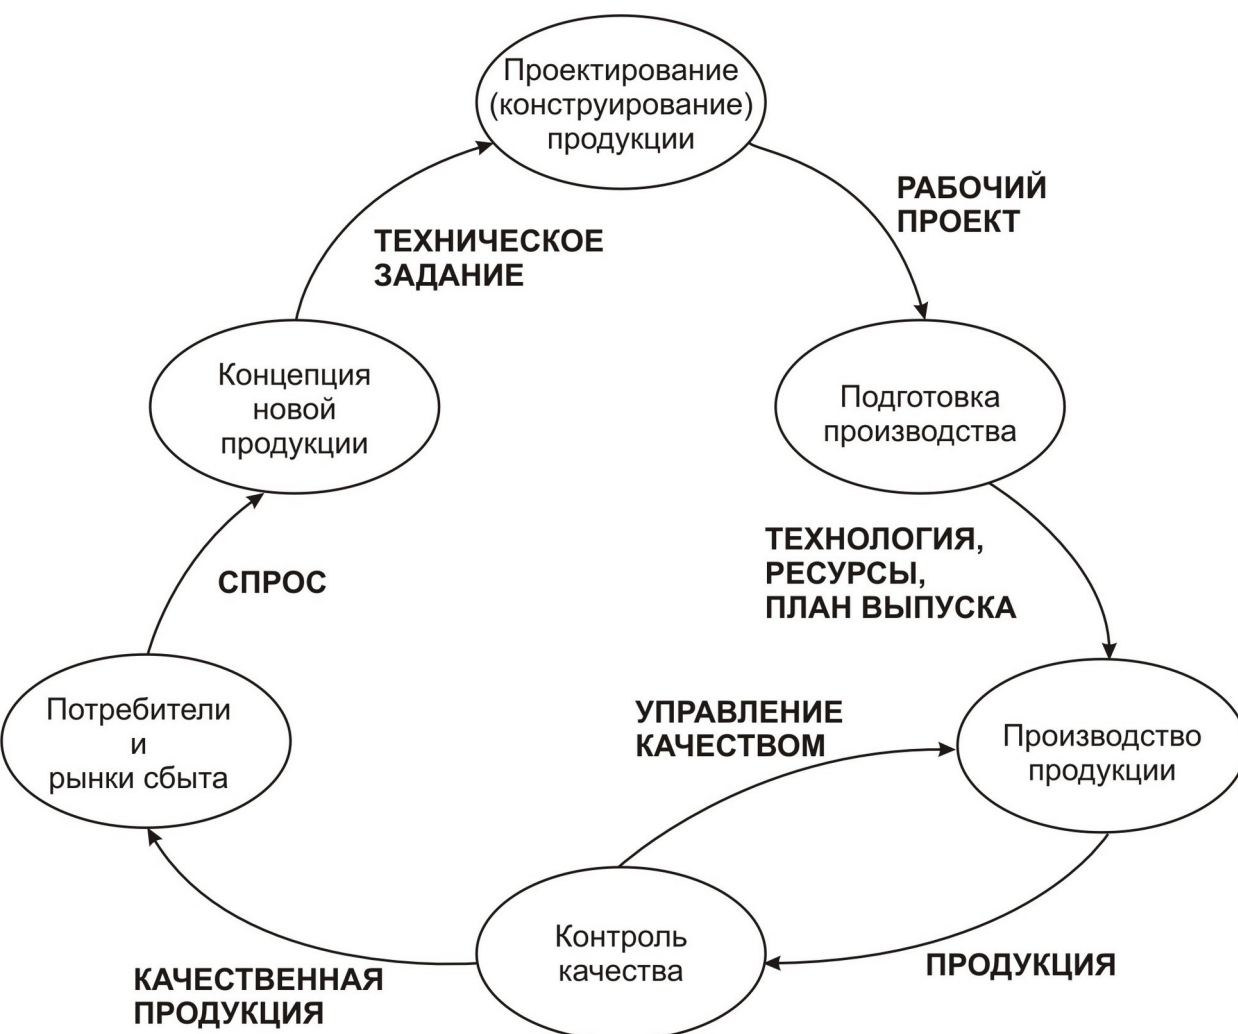 Проектирование
(конструирование)
продукции
РАБОЧИЙ
ПРОЕКТ
ТЕХНИЧЕСКОЕ
ЗАДАНИЕ
Концепция
новой
продукции
Подготовка
производства
ТЕХНОЛОГИЯ,
РЕСУРСЫ,
ПЛАН ВЫПУСКА
СПРОС
Потребители
и
рынки сбыта
УПРАВЛЕНИЕ
КАЧЕСТВОМ
Производство
продукции
Контроль
качества
ПРОДУКЦИЯ
КАЧЕСТВЕННАЯ
ПРОДУКЦИЯ